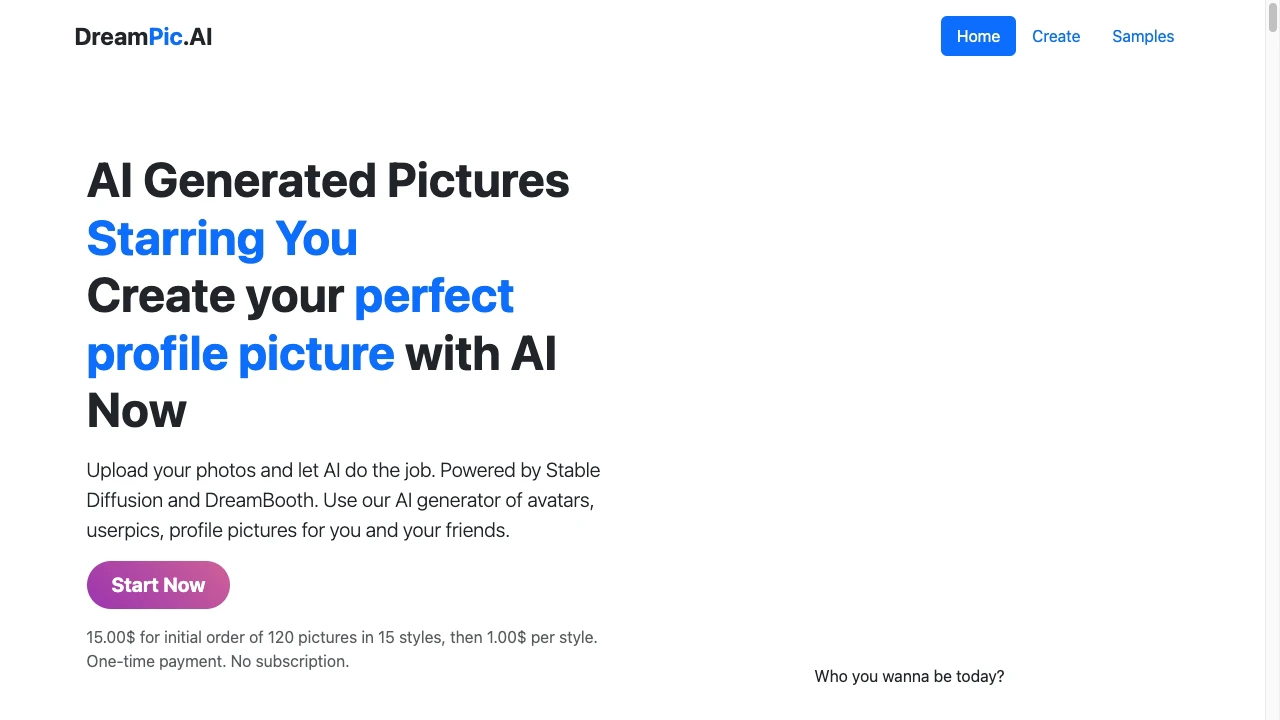 DreamPic.AI
Home
Create
Samples
AI Generated Pictures
Starring You
Create your perfect
profile picture with AI
Now
Upload your photos and let AI do the job. Powered by Stable
Diffusion and DreamBooth. Use our AI generator of avatars,
userpics, profile pictures for you and your friends.
Start Now
15.00$ for initial order of 120 pictures in 15 styles, then 1.00$ per style.
One-time payment. No subscription.
Who you wanna be today?